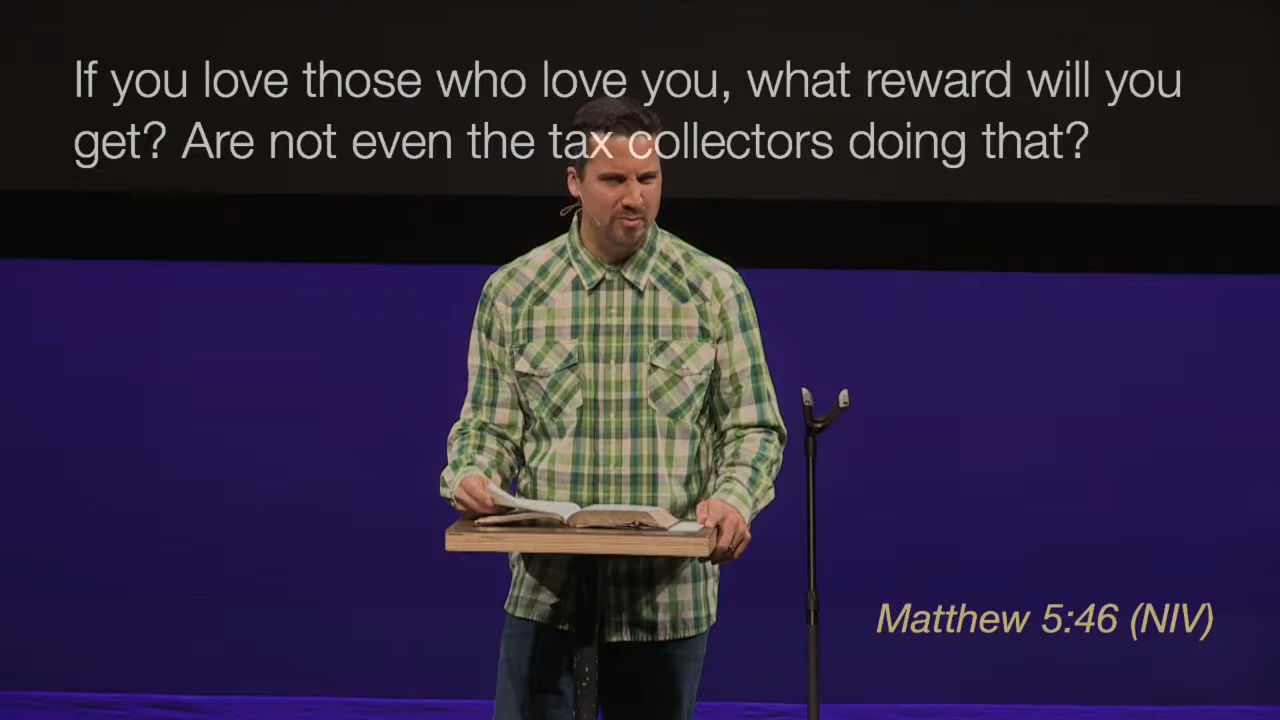 If you love those who love you, what reward will you
get? Are not even the tax collectors doing that?
Matthew 5:46 (NIV)